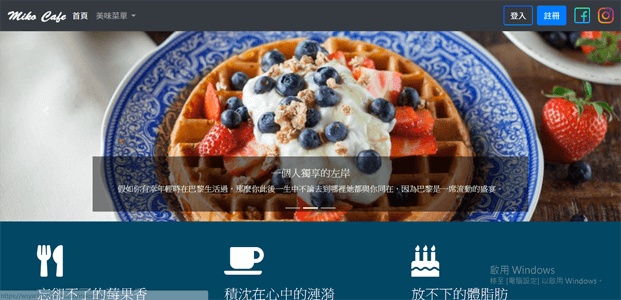 Miko Cafe 首頁 美味菜單 登入 註冊
一個人獨享的左岸
假如你有幸年輕時在巴黎生活過，那麼你此後一生中不論去到哪裡她都與你同在，因為巴黎是一席流動的盛宴
忘卻不了的莓果香 積沈在心中的漣漪 放不下的體脂肪
啟用 Windows
移至 [電腦設定] 以啟用 Windows。